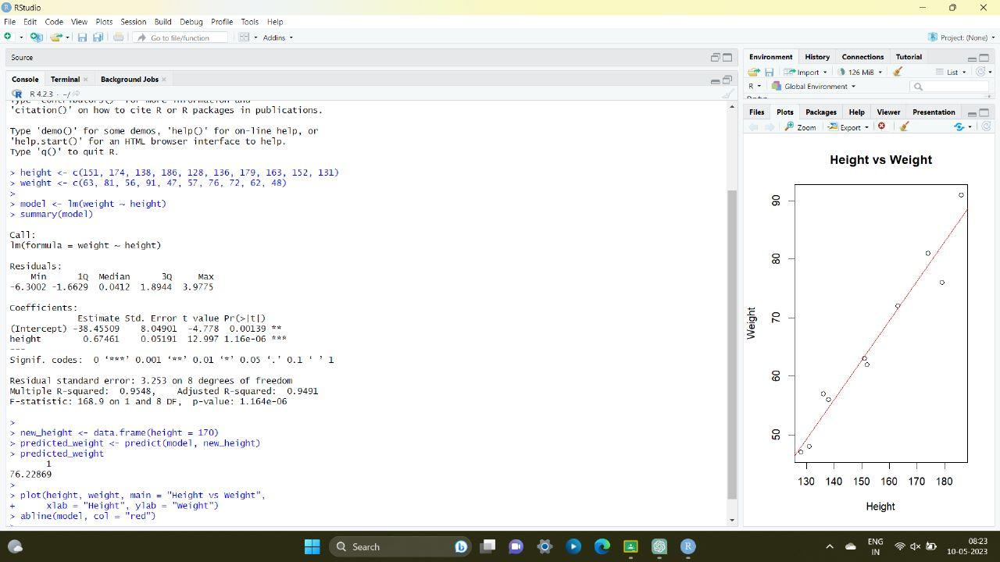 RStudio
File Edit Code View Plots Session Build Debug Profile Tools Help
Go to file/function Addins Project: (None)
Source
Console Terminal Background Jobs
R 4.2.3 · ~/
Type 'contributors()' for more information and
'citation()' on how to cite R or R packages in publications.
Type 'demo()' for some demos, 'help()' for on-line help, or
'help.start()' for an HTML browser interface to help.
Type 'q()' to quit R.
> height <- c(151, 174, 138, 186, 128, 136, 179, 163, 152, 131)
> weight <- c(63, 81, 56, 91, 47, 57, 76, 72, 62, 48)
>
> model <- lm(weight ~ height)
> summary(model)
Call:
lm(formula = weight ~ height)
Residuals:
Min 1Q Median 3Q Max
-6.3002 -1.6629 0.0412 1.8944 3.9775
Coefficients:
Estimate Std. Error t value Pr(>|t|)
(Intercept) -38.45509 8.04901 -4.778 0.00139 **
height 0.67461 0.05191 12.997 1.16e-06 ***
---
Signif. codes: 0 ‘***’ 0.001 ‘**’ 0.01 ‘*’ 0.05 ‘.’ 0.1 ‘ ’ 1
Residual standard error: 3.253 on 8 degrees of freedom
Multiple R-squared: 0.9548, Adjusted R-squared: 0.9491
F-statistic: 168.9 on 1 and 8 DF, p-value: 1.164e-06
>
> new_height <- data.frame(height = 170)
> predicted_weight <- predict(model, new_height)
> predicted_weight
1
76.22869
>
> plot(height, weight, main = "Height vs Weight",
+ xlab = "Height", ylab = "Weight")
> abline(model, col = "red")
Environment History Connections Tutorial
Import 126 MiB List
R Global Environment
Files Plots Packages Help Viewer Presentation
Zoom Export
Height vs Weight
Weight
90
80
70
60
50
130 140 150 160 170 180
Height
Search
ENG
IN
08:23
10-05-2023